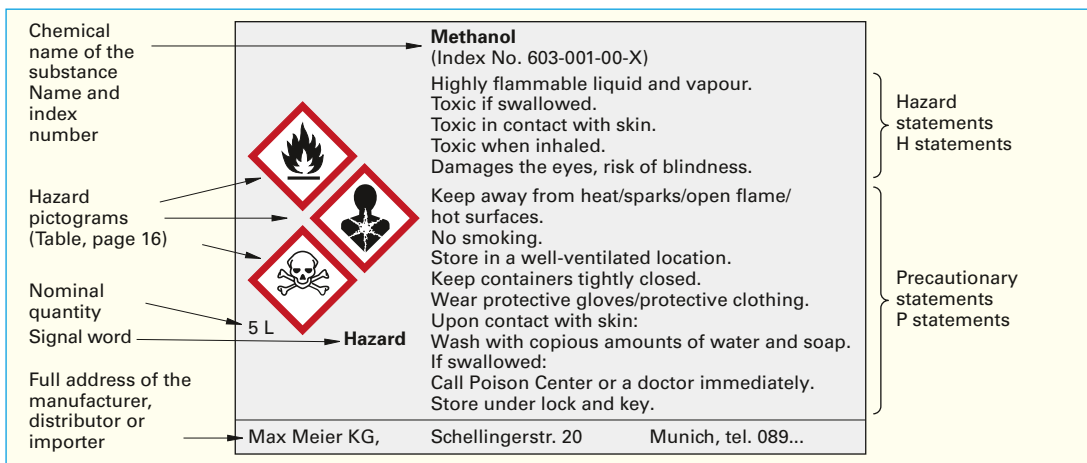 Chemical
name of the
substance
Name and
index
number
Hazard
pictograms
(Table, page 16)
Nominal
quantity
Signal word
Full address of the
manufacturer,
distributor or
importer
Methanol
(Index No. 603-001-00-X)
Highly flammable liquid and vapour.
Toxic if swallowed.
Toxic in contact with skin.
Toxic when inhaled.
Damages the eyes, risk of blindness.
Keep away from heat/sparks/open flame/
hot surfaces.
No smoking.
Store in a well-ventilated location.
Keep containers tightly closed.
Wear protective gloves/protective clothing.
Upon contact with skin:
Wash with copious amounts of water and soap.
If swallowed:
Call Poison Center or a doctor immediately.
Store under lock and key.
5 L
Hazard
Max Meier KG, Schellingerstr. 20 Munich, tel. 089...
Hazard
statements
H statements
Precautionary
statements
P statements